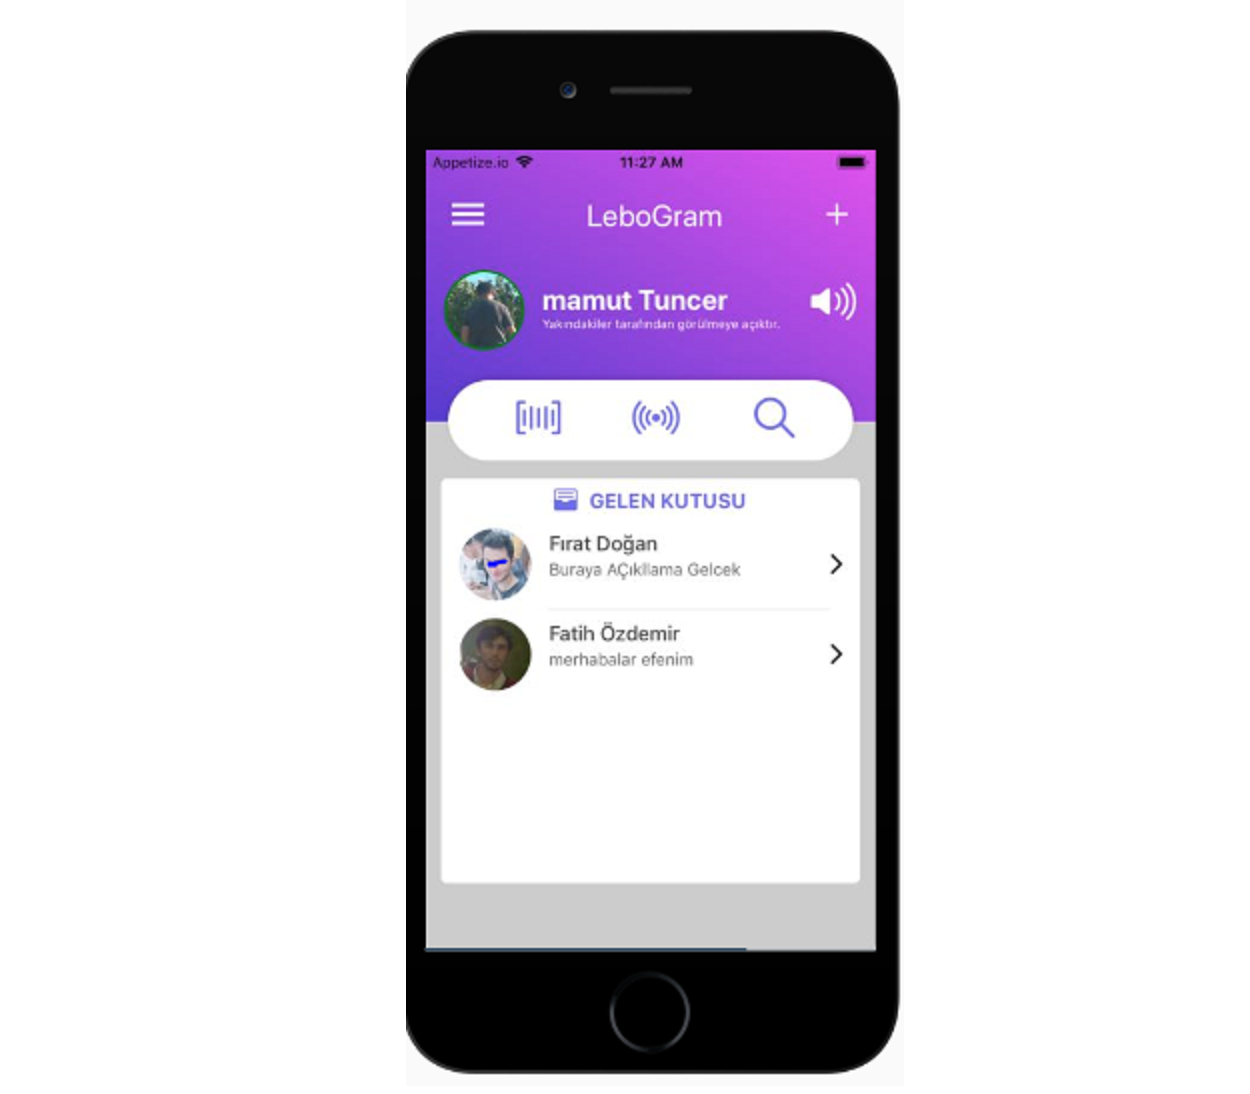 Appetize.io 11:27 AM
LeboGram
mamut Tuncer
Yakındakiler tarafından görülmeye açıktır.
GELEN KUTUSU
Fırat Doğan
Buraya AÇıkllama Gelcek
Fatih Özdemir
merhabalar efenim